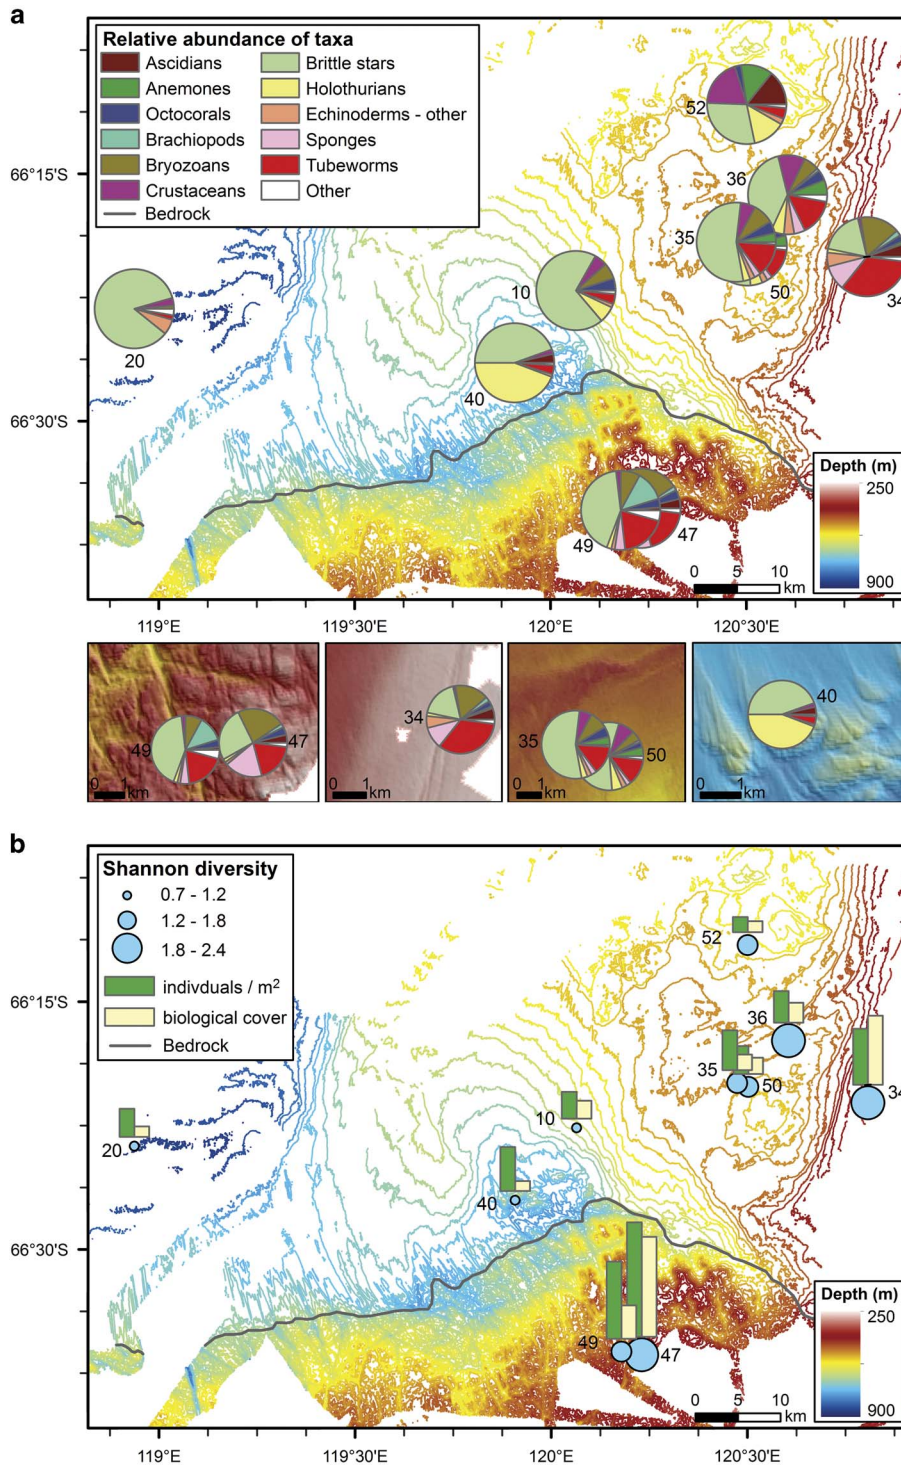 a
Relative abundance of taxa
Ascidians
Brittle stars
Anemones
Holothurians
Octocorals
Echinoderms - other
Brachiopods
Sponges
Bryozoans
Tubeworms
Crustaceans
Other
Bedrock
52
66°15'S
36
35
34
10
50
20
40
66°30'S
Depth (m)
250
900
49
47
0 5 10
km
119°E
119°30'E
120°E
120°30'E
49
47
0 1
km
34
0 1
km
35
50
0 1
km
40
0 1
km
b
Shannon diversity
0.7 - 1.2
1.2 - 1.8
1.8 - 2.4
indivduals / m²
biological cover
Bedrock
52
66°15'S
36
35
50
34
10
20
40
66°30'S
Depth (m)
250
900
49
47
0 5 10
km
119°E
119°30'E
120°E
120°30'E